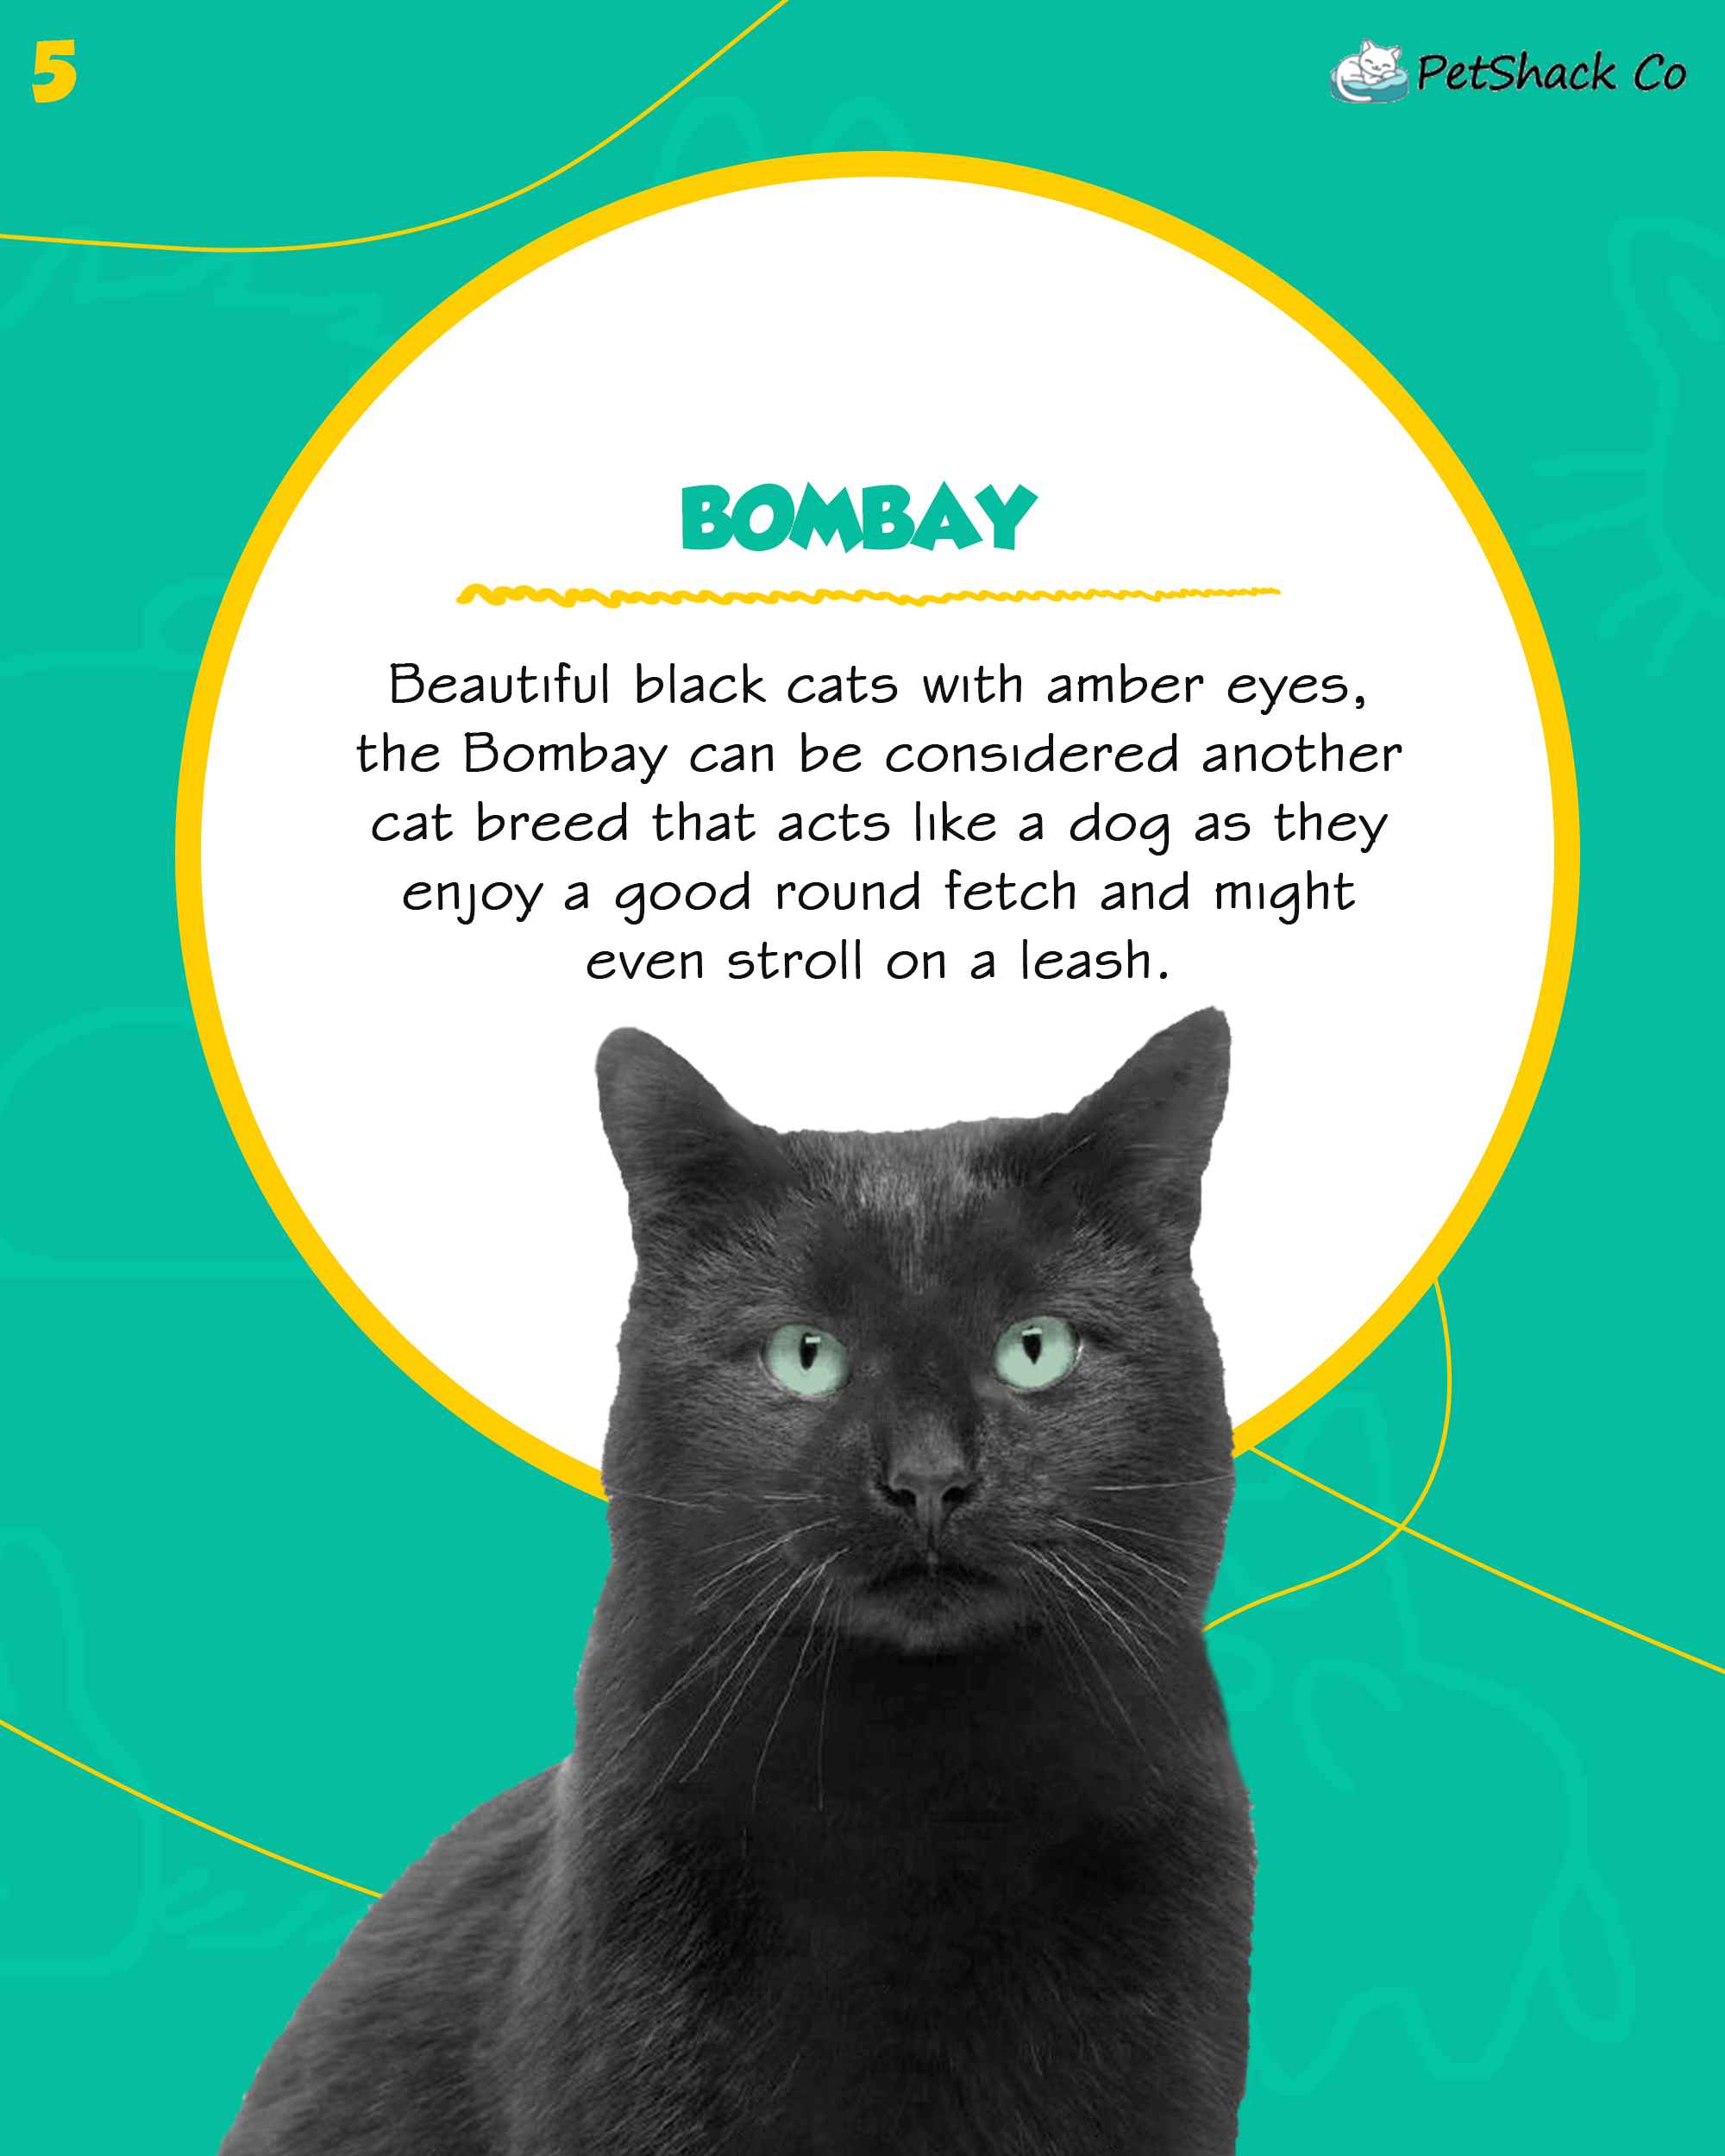 5
PetShack Co
BOMBAY
Beautiful black cats with amber eyes,
the Bombay can be considered another
cat breed that acts like a dog as they
enjoy a good round fetch and might
even stroll on a leash.